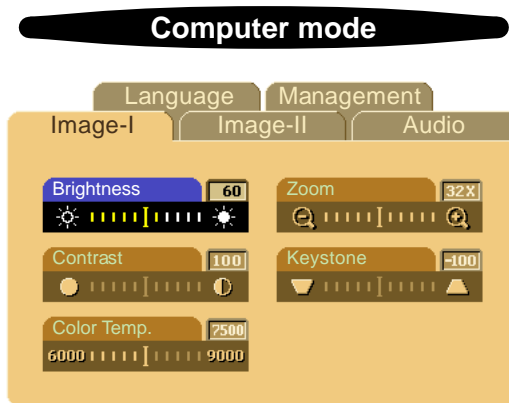 Computer mode
Language Management
Image-I Image-II Audio
Brightness 60
Zoom 32X
Contrast 100
Keystone -100
Color Temp. 7500
6000 9000